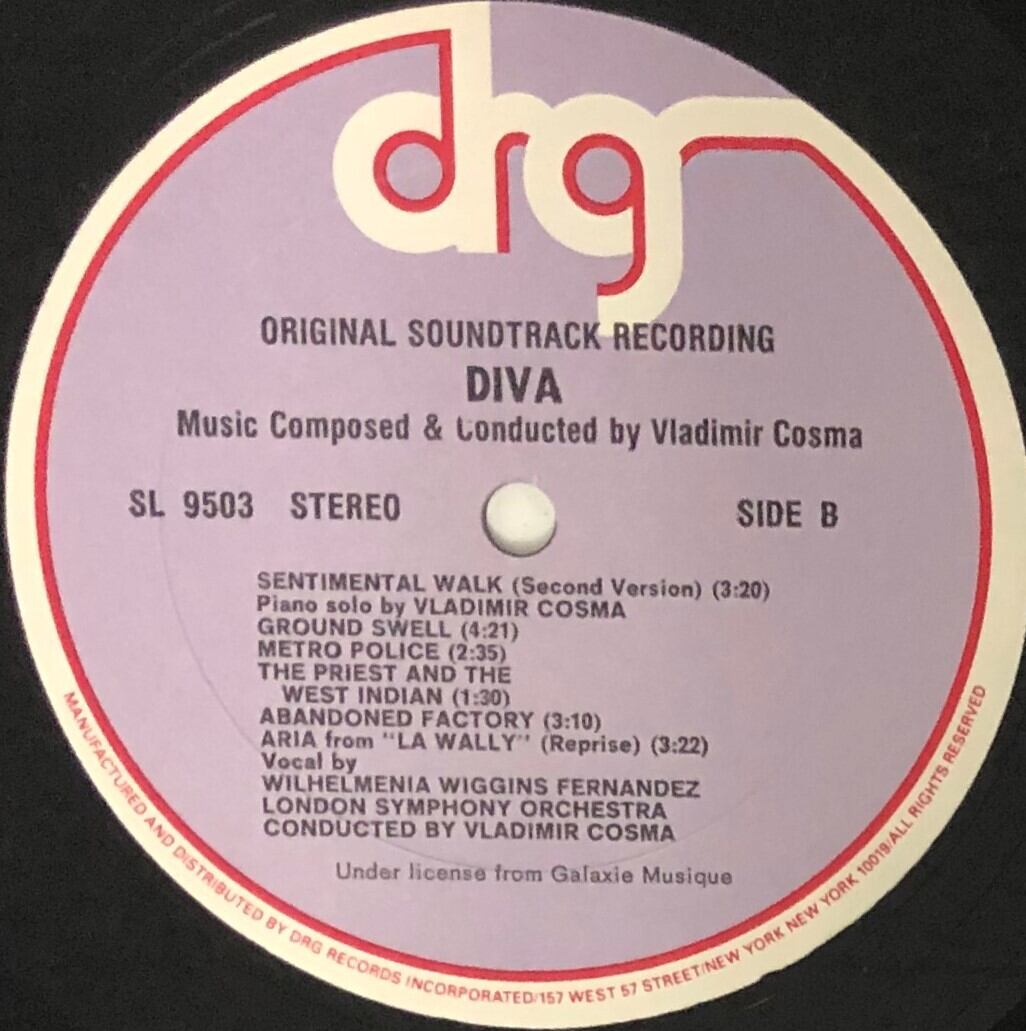 drg
ORIGINAL SOUNDTRACK RECORDING
DIVA
Music Composed & Conducted by Vladimir Cosma
SL 9503 STEREO SIDE B
SENTIMENTAL WALK (Second Version) (3:20)
Piano solo by VLADIMIR COSMA
GROUND SWELL (4:21)
METRO POLICE (2:35)
THE PRIEST AND THE
WEST INDIAN (1:30)
ABANDONED FACTORY (3:10)
ARIA from "LA WALLY" (Reprise) (3:22)
Vocal by
WILHELMENIA WIGGINS FERNANDEZ
LONDON SYMPHONY ORCHESTRA
CONDUCTED BY VLADIMIR COSMA
Under license from Galaxie Musique
MANUFACTURED AND DISTRIBUTED BY DRG RECORDS INCORPORATED/157 WEST 57 STREET/NEW YORK NEW YORK 10019/ALL RIGHTS RESERVED